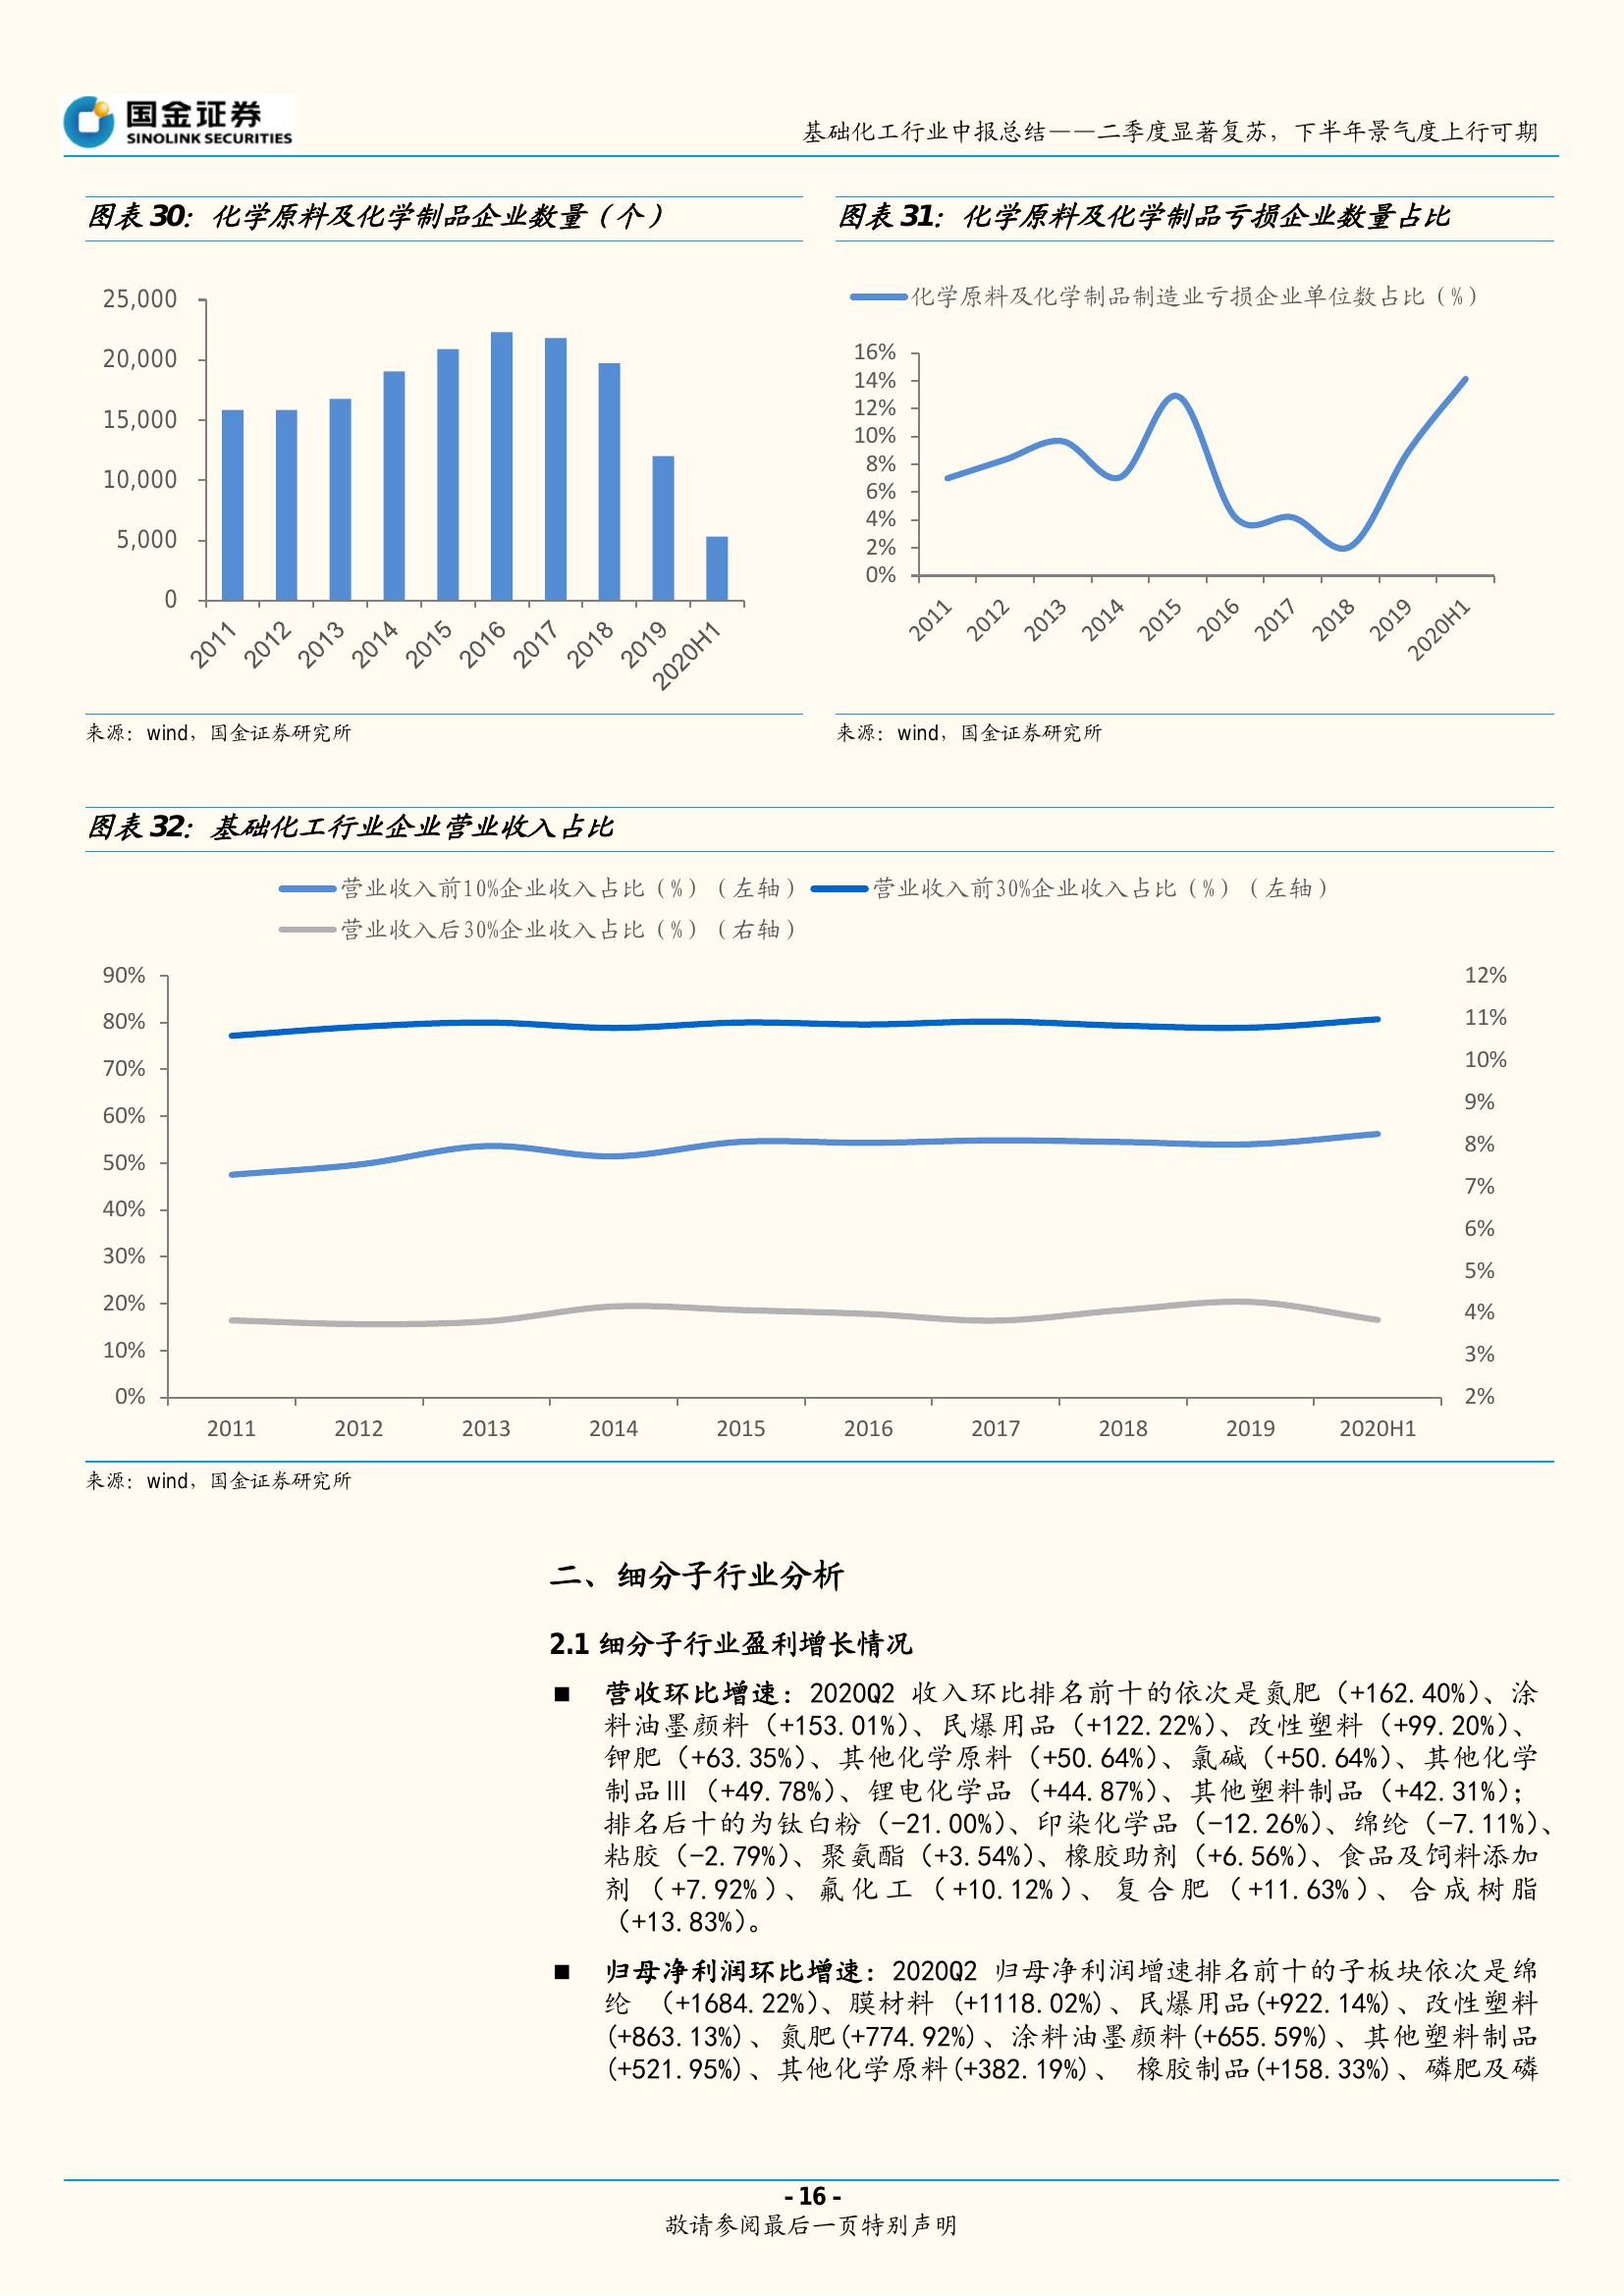 国金证券
SINOLINK SECURITIES
基础化工行业中报总结——二季度显著复苏，下半年景气度上行可期
图表30：化学原料及化学制品企业数量（个）
25,000
20,000
15,000
10,000
5,000
0
2011 2012 2013 2014 2015 2016 2017 2018 2019 2020H1
来源：wind，国金证券研究所
图表31：化学原料及化学制品亏损企业数量占比
化学原料及化学制品制造业亏损企业单位数占比（%）
16%
14%
12%
10%
8%
6%
4%
2%
0%
2011 2012 2013 2014 2015 2016 2017 2018 2019 2020H1
来源：wind，国金证券研究所
图表32：基础化工行业企业营业收入占比
营业收入前10%企业收入占比（%）（左轴） 营业收入前30%企业收入占比（%）（左轴）
营业收入后30%企业收入占比（%）（右轴）
90%
80%
70%
60%
50%
40%
30%
20%
10%
0%
12%
11%
10%
9%
8%
7%
6%
5%
4%
3%
2%
2011 2012 2013 2014 2015 2016 2017 2018 2019 2020H1
来源：wind，国金证券研究所
二、细分子行业分析
2.1 细分子行业盈利增长情况
■ 营收环比增速：2020Q2 收入环比排名前十的依次是氮肥（+162.40%）、涂
料油墨颜料（+153.01%）、民爆用品（+122.22%）、改性塑料（+99.20%）、
钾肥（+63.35%）、其他化学原料（+50.64%）、氯碱（+50.64%）、其他化学
制品Ⅲ（+49.78%）、锂电化学品（+44.87%）、其他塑料制品（+42.31%）；
排名后十的为钛白粉（-21.00%）、印染化学品（-12.26%）、绵纶（-7.11%）、
粘胶（-2.79%）、聚氨酯（+3.54%）、橡胶助剂（+6.56%）、食品及饲料添加
剂（+7.92%）、氟化工（+10.12%）、复合肥（+11.63%）、合成树脂
（+13.83%）。
■ 归母净利润环比增速：2020Q2 归母净利润增速排名前十的子板块依次是绵
纶 （+1684.22%）、膜材料 (+1118.02%)、民爆用品(+922.14%)、改性塑料
(+863.13%)、氮肥(+774.92%)、涂料油墨颜料(+655.59%)、其他塑料制品
(+521.95%)、其他化学原料(+382.19%)、 橡胶制品(+158.33%)、磷肥及磷
- 16 -
敬请参阅最后一页特别声明